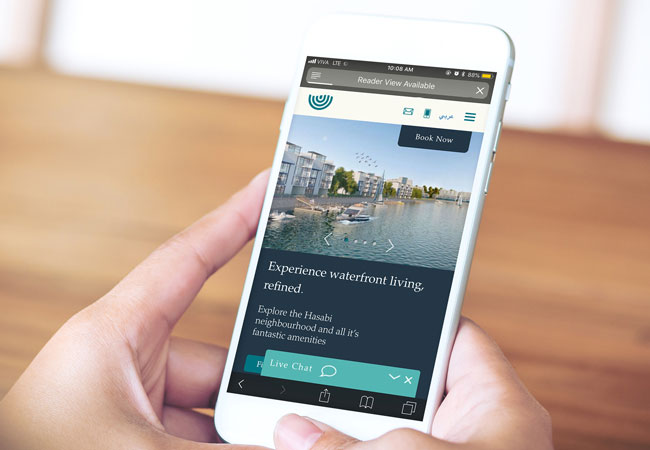 VIVA LTE 10:08 AM 88%
Reader View Available
عربي
Book Now
Experience waterfront living,
refined.
Explore the Hasabi
neighbourhood and all it's
fantastic amenities
Live Chat